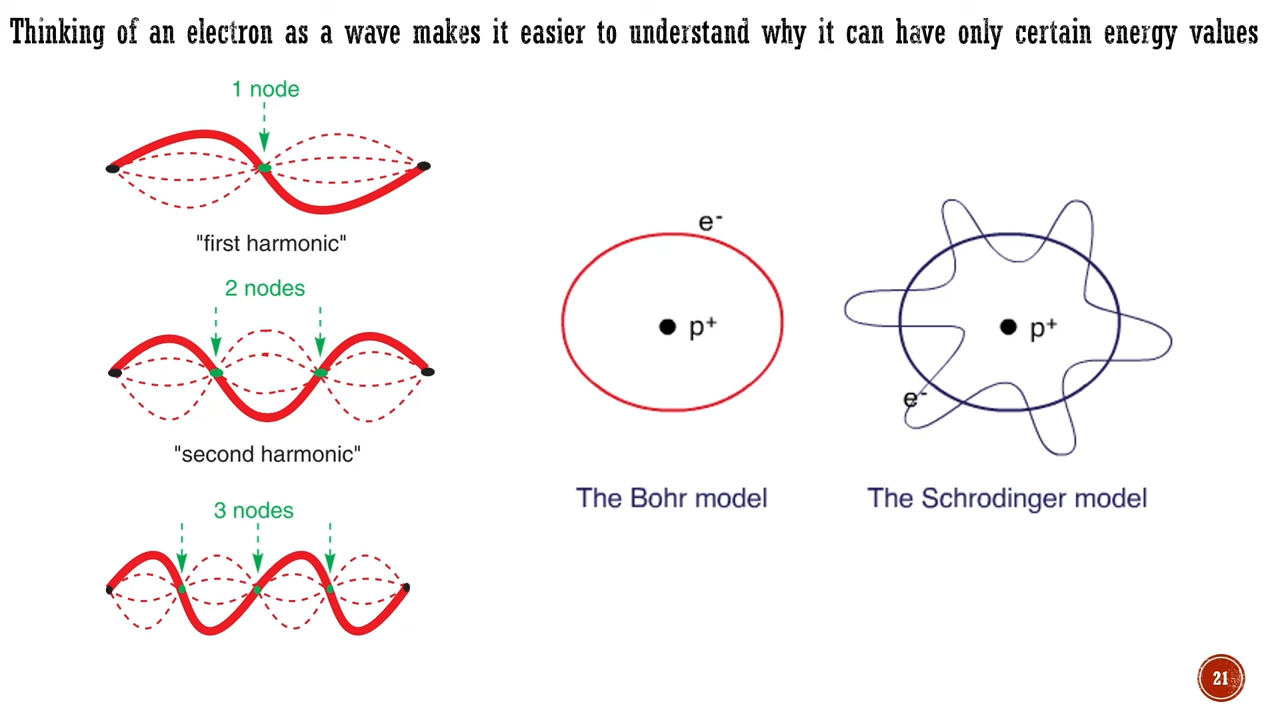 Thinking of an electron as a wave makes it easier to understand why it can have only certain energy values
1 node
"first harmonic"
2 nodes
"second harmonic"
3 nodes
e-
p+
The Bohr model
p+
e-
The Schrodinger model
21